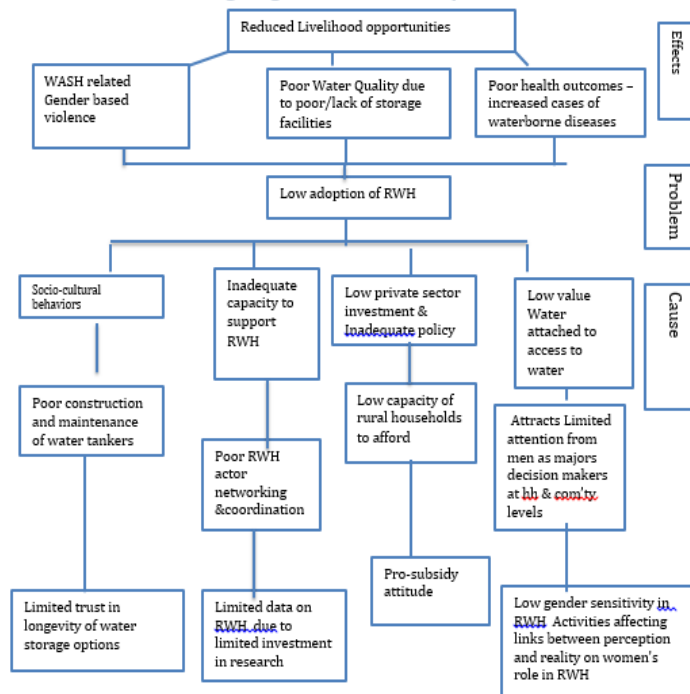 Reduced Livelihood opportunities
Effects
WASH related
Gender based
violence
Poor Water Quality due
to poor/lack of storage
facilities
Poor health outcomes –
increased cases of
waterborne diseases
Problem
Low adoption of RWH
Cause
Socio-cultural
behaviors
Inadequate
capacity to
support
RWH
Low private sector
investment &
Inadequate policy
Low value
Water
attached to
access to
water
Poor construction
and maintenance
of water tankers
Poor RWH
actor
networking
&coordination
Low capacity of
rural households
to afford
Attracts Limited
attention from
men as majors
decision makers
at hh & com'ty
levels
Limited trust in
longevity of water
storage options
Limited data on
RWH due to
limited investment
in research
Pro-subsidy
attitude
Low gender sensitivity in
RWH Activities affecting
links between perception
and reality on women's
role in RWH